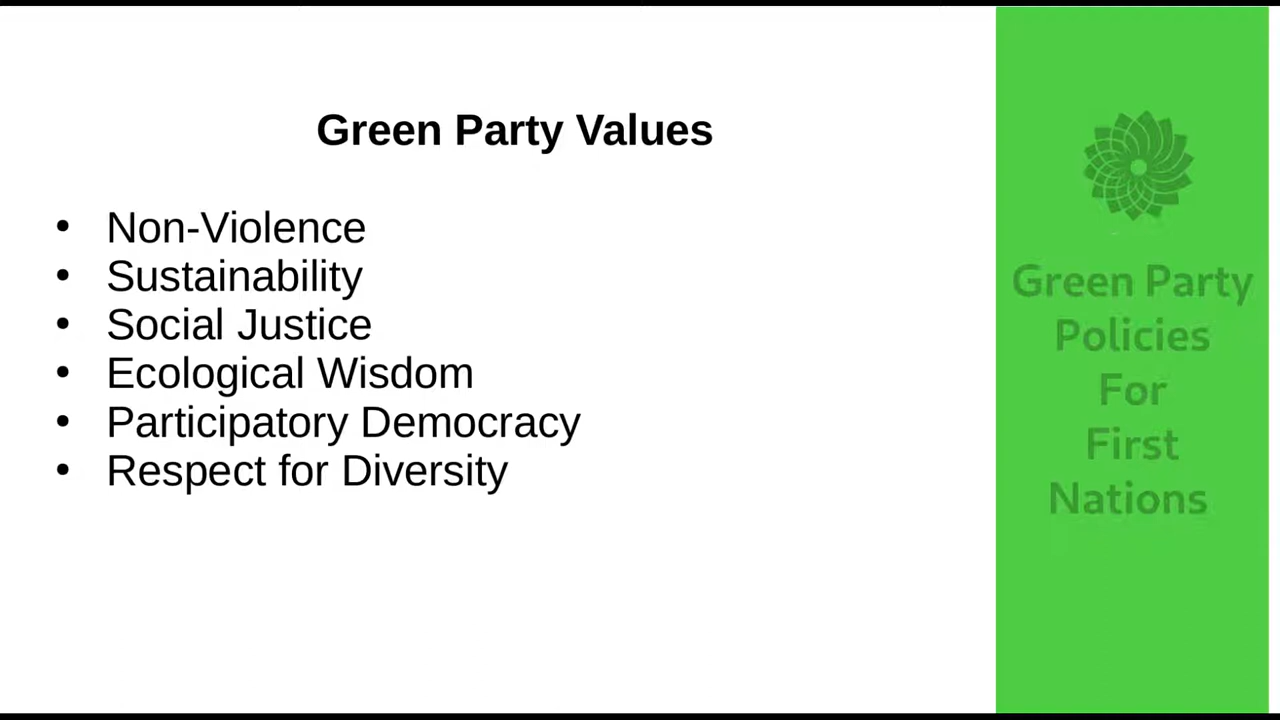 Green Party Values
• Non-Violence
• Sustainability
• Social Justice
• Ecological Wisdom
• Participatory Democracy
• Respect for Diversity
Green Party
Policies
For
First
Nations